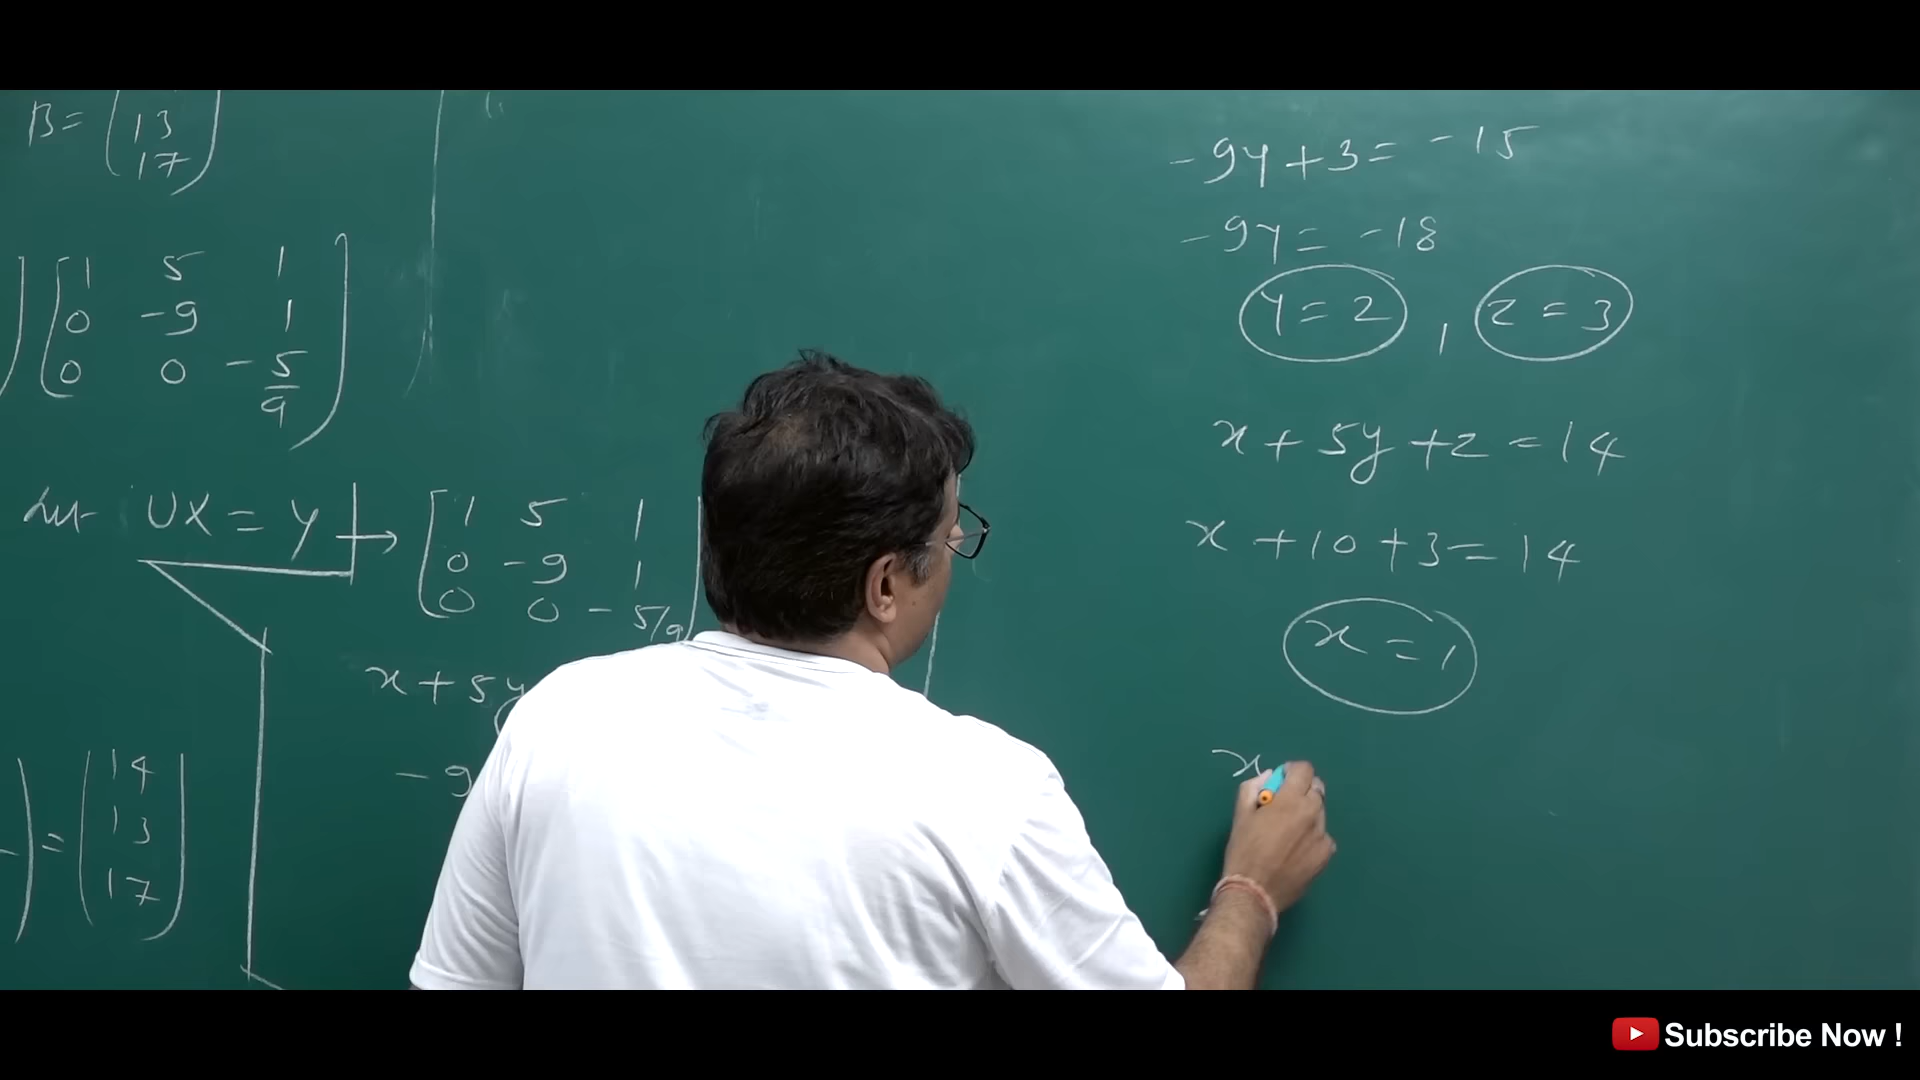 B = 13
17
1 5 1
0 -9 1
0 0 -5/9
Let UX = Y → 1 5 1
0 -9 1
0 0 -5/9
x + 5y
- 9
= 14
13
17
-9y + 3 = -15
-9y = -18
y = 2 , z = 3
x + 5y + z = 14
x + 10 + 3 = 14
x = 1
x
Subscribe Now !